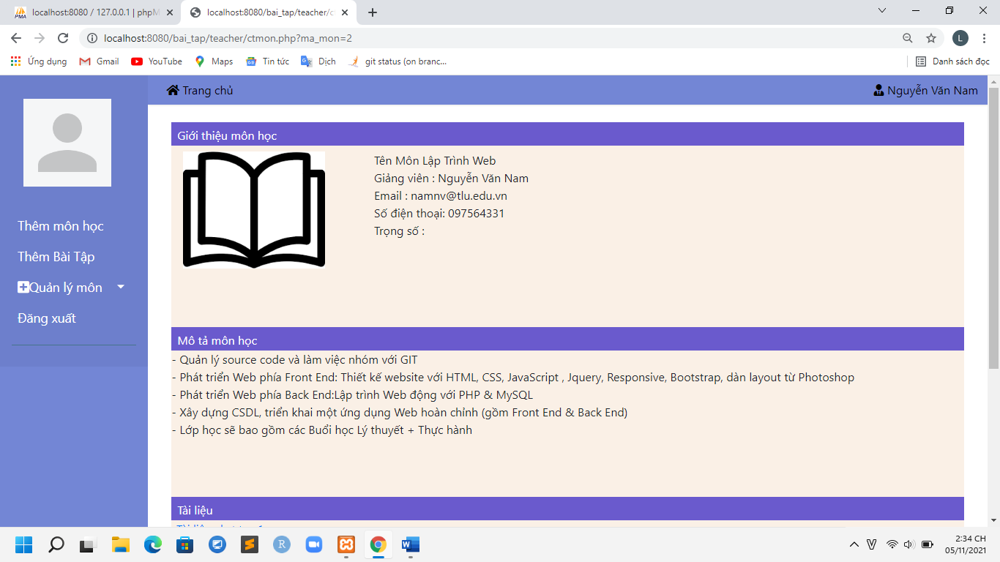 localhost:8080 / 127.0.0.1 | phpM
localhost:8080/bai_tap/teacher/ct
localhost:8080/bai_tap/teacher/ctmon.php?ma_mon=2
L
Ứng dụng
Gmail
YouTube
Maps
Tin tức
Dịch
git status (on branc...
Danh sách đọc
Trang chủ
Nguyễn Văn Nam
Thêm môn học
Thêm Bài Tập
Quản lý môn
Đăng xuất
Giới thiệu môn học
Tên Môn Lập Trình Web
Giảng viên : Nguyễn Văn Nam
Email : namnv@tlu.edu.vn
Số điện thoại: 097564331
Trọng số :
Mô tả môn học
- Quản lý source code và làm việc nhóm với GIT
- Phát triển Web phía Front End: Thiết kế website với HTML, CSS, JavaScript , Jquery, Responsive, Bootstrap, dàn layout từ Photoshop
- Phát triển Web phía Back End:Lập trình Web động với PHP & MySQL
- Xây dựng CSDL, triển khai một ứng dụng Web hoàn chỉnh (gồm Front End & Back End)
- Lớp học sẽ bao gồm các Buổi học Lý thuyết + Thực hành
Tài liệu
2:34 CH
05/11/2021